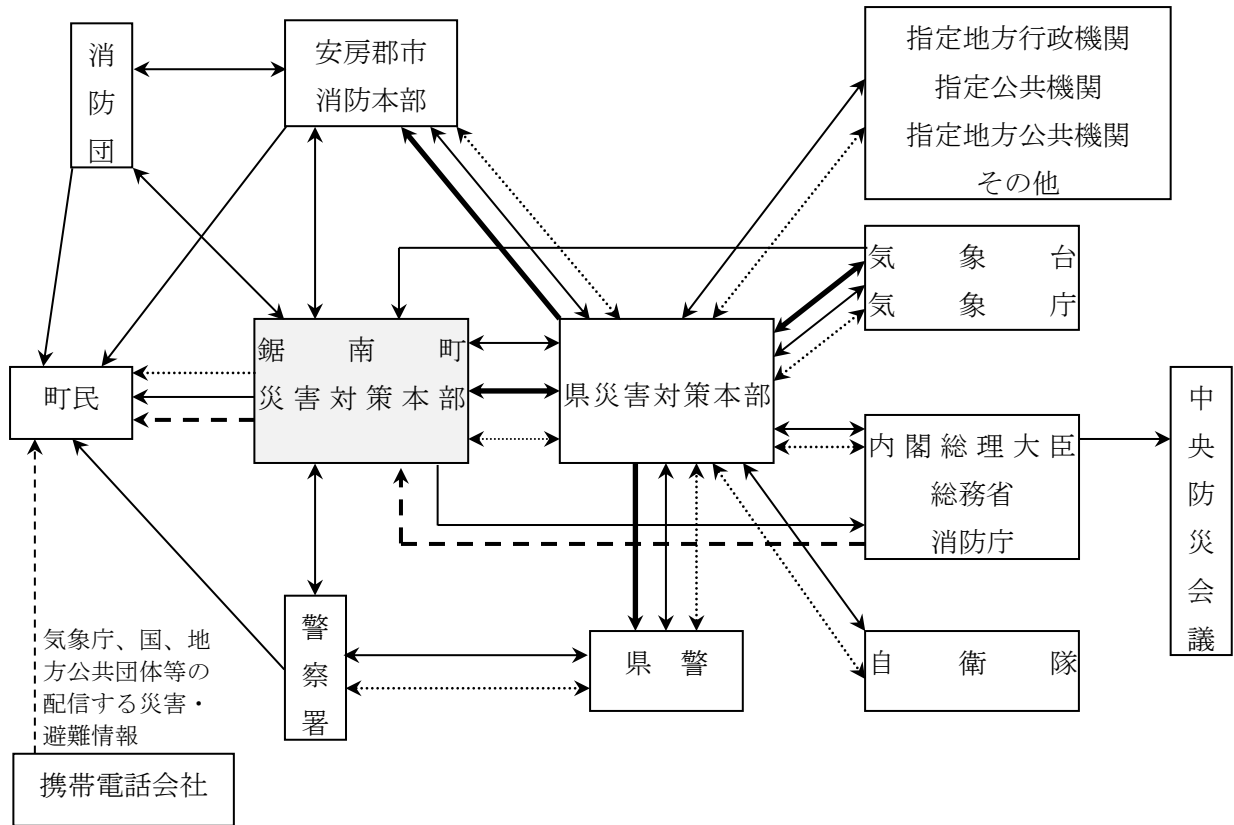 消防団
安房郡市
消防本部
指定地方行政機関
指定公共機関
指定地方公共機関
その他
気象台
気象庁
鋸南町
災害対策本部
県災害対策本部
町民
内閣総理大臣
総務省
消防庁
中央防災会議
警察署
県警
自衛隊
気象庁、国、地
方公共団体等の
配信する災害・
避難情報
携帯電話会社